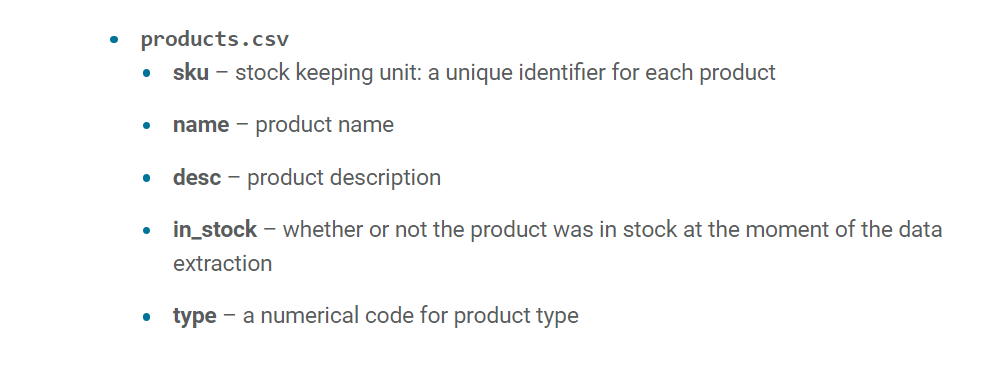 products.csv
sku – stock keeping unit: a unique identifier for each product
name – product name
desc – product description
in_stock – whether or not the product was in stock at the moment of the data
extraction
type – a numerical code for product type